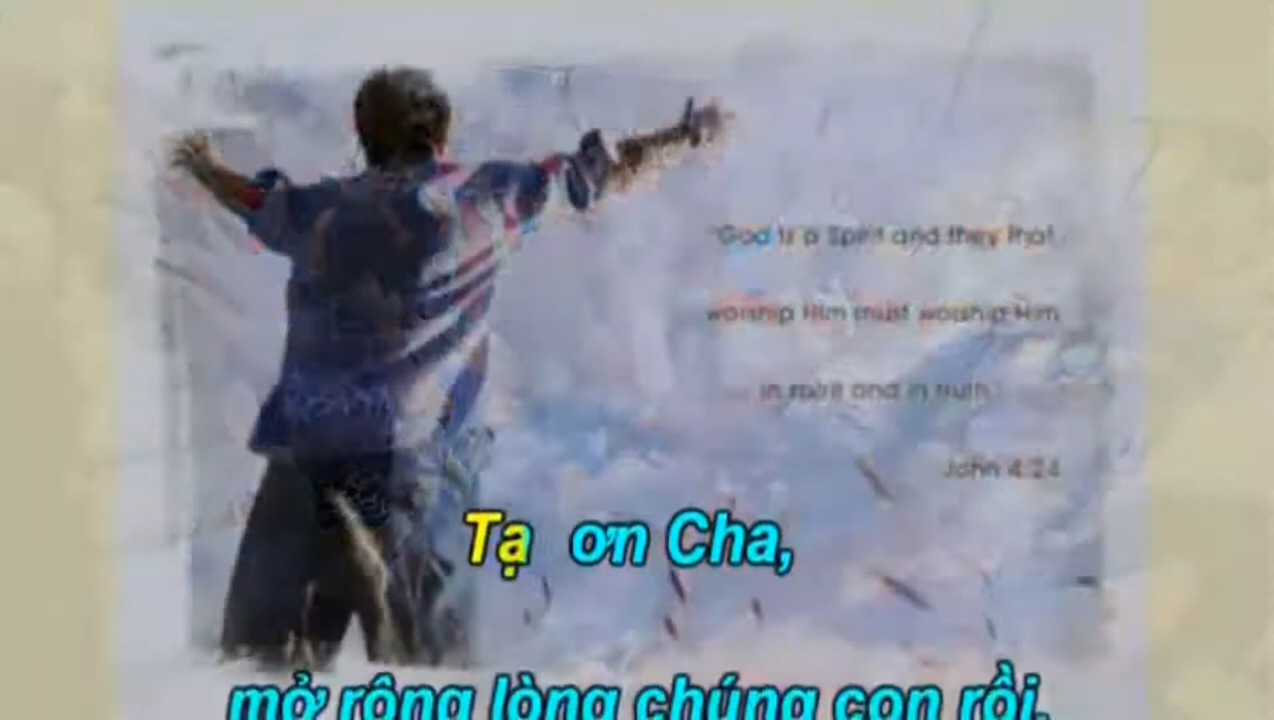 "God is a Spirit and they that
worship Him must worship Him
in spirit and in truth"
John 4:24
Tạ ơn Cha,
mở rộng lòng chúng con rồi.